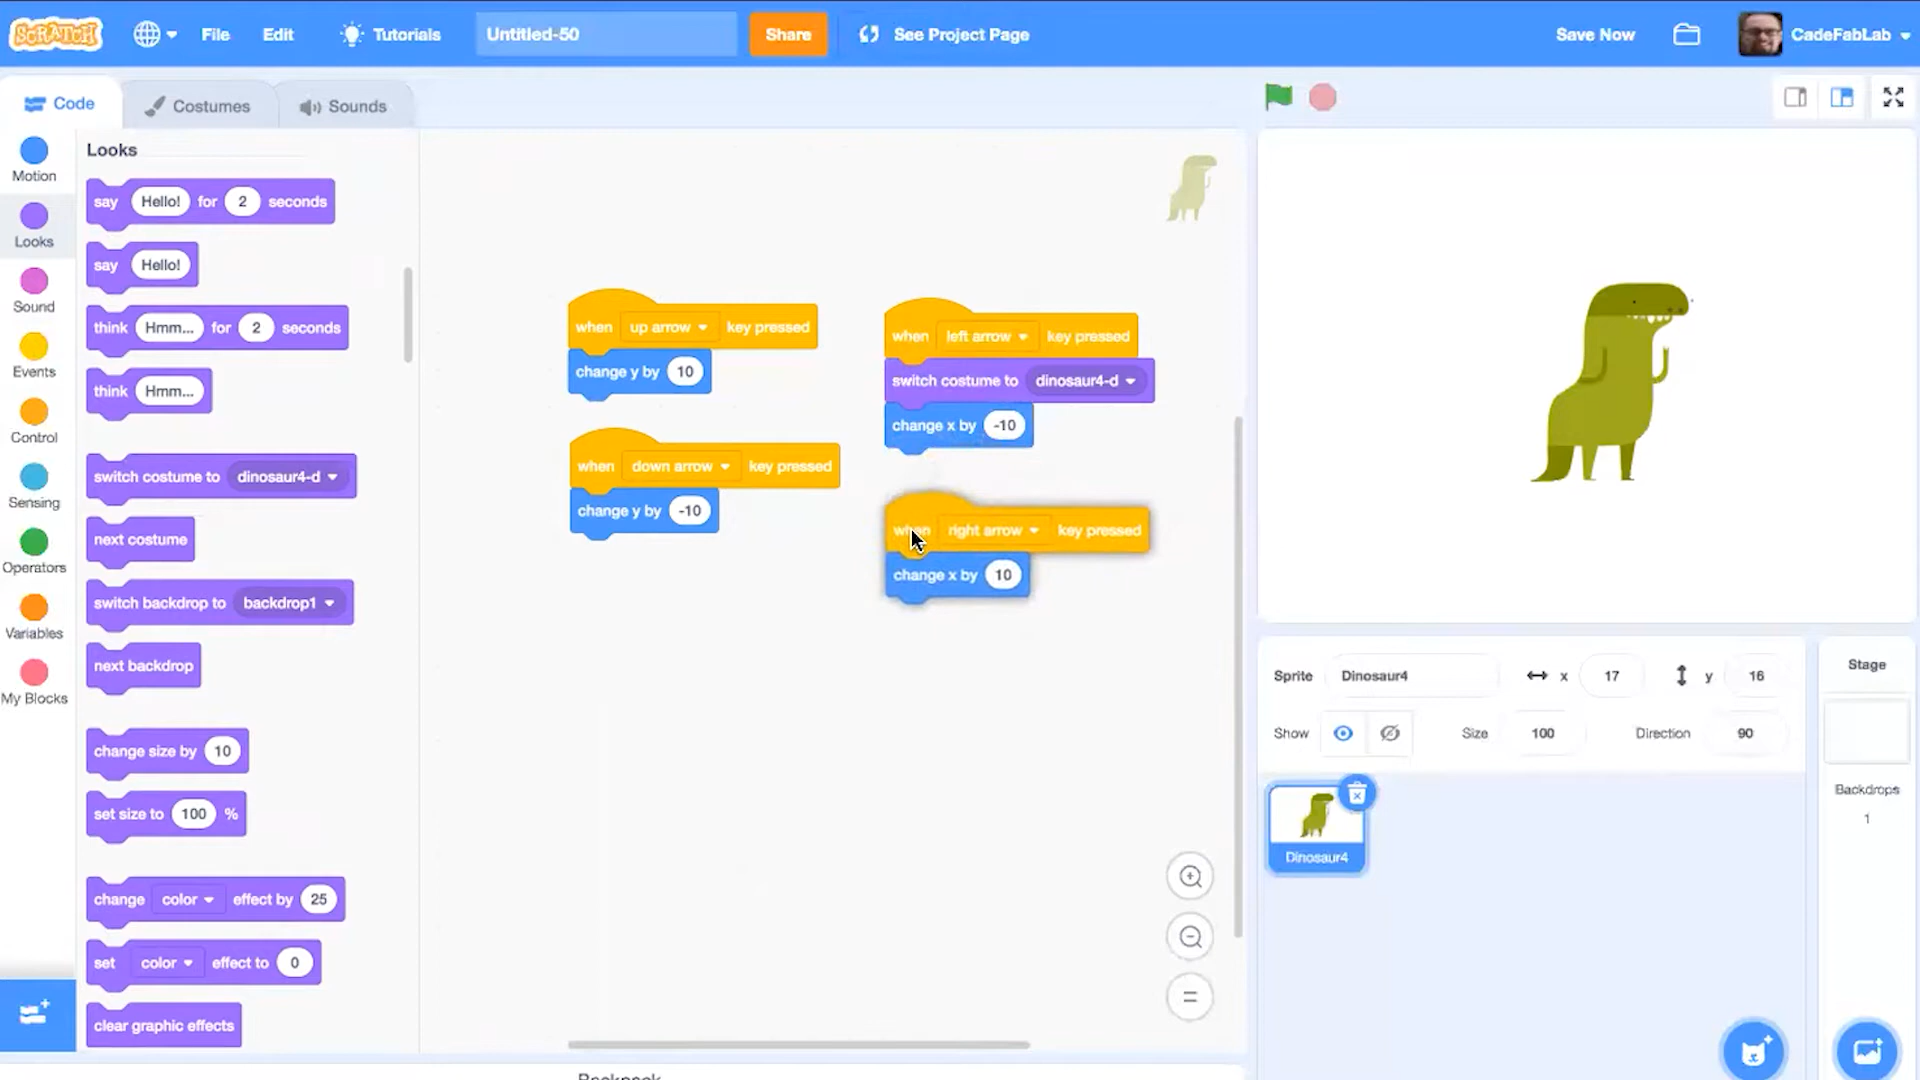 SCRATCH File Edit Tutorials Untitled-50 Share See Project Page Save Now CadeFabLab
Code Costumes Sounds
Motion
Looks
Sound
Events
Control
Sensing
Operators
Variables
My Blocks
Looks
say Hello! for 2 seconds
say Hello!
think Hmm... for 2 seconds
think Hmm...
switch costume to dinosaur4-d
next costume
switch backdrop to backdrop1
next backdrop
change size by 10
set size to 100 %
change color effect by 25
set color effect to 0
clear graphic effects
when up arrow key pressed
change y by 10
when down arrow key pressed
change y by -10
when left arrow key pressed
switch costume to dinosaur4-d
change x by -10
when right arrow key pressed
change x by 10
Sprite Dinosaur4 x 17 y 16
Show Size 100 Direction 90
Dinosaur4
Stage
Backdrops
1
Backpack